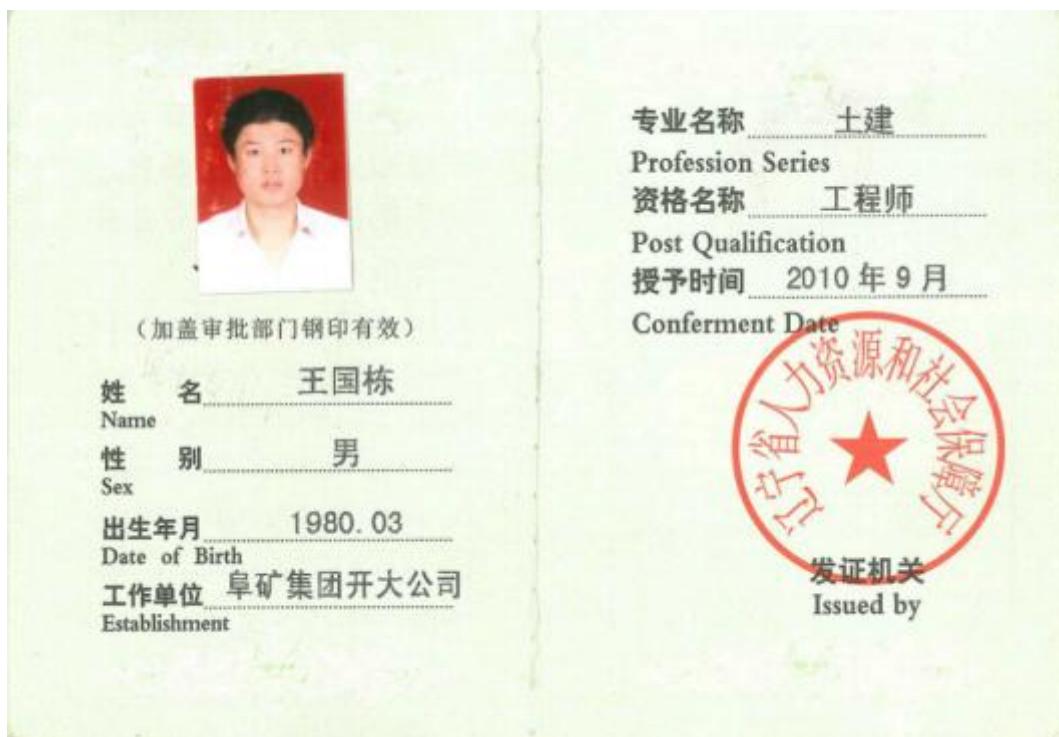 （加盖审批部门钢印有效）
姓 名 王国栋
Name
性 别 男
Sex
出生年月 1980.03
Date of Birth
工作单位 阜矿集团开大公司
Establishment
专业名称 土建
Profession Series
资格名称 工程师
Post Qualification
授予时间 2010 年 9 月
Conferment Date
辽宁省人力资源和社会保障厅
发证机关
Issued by